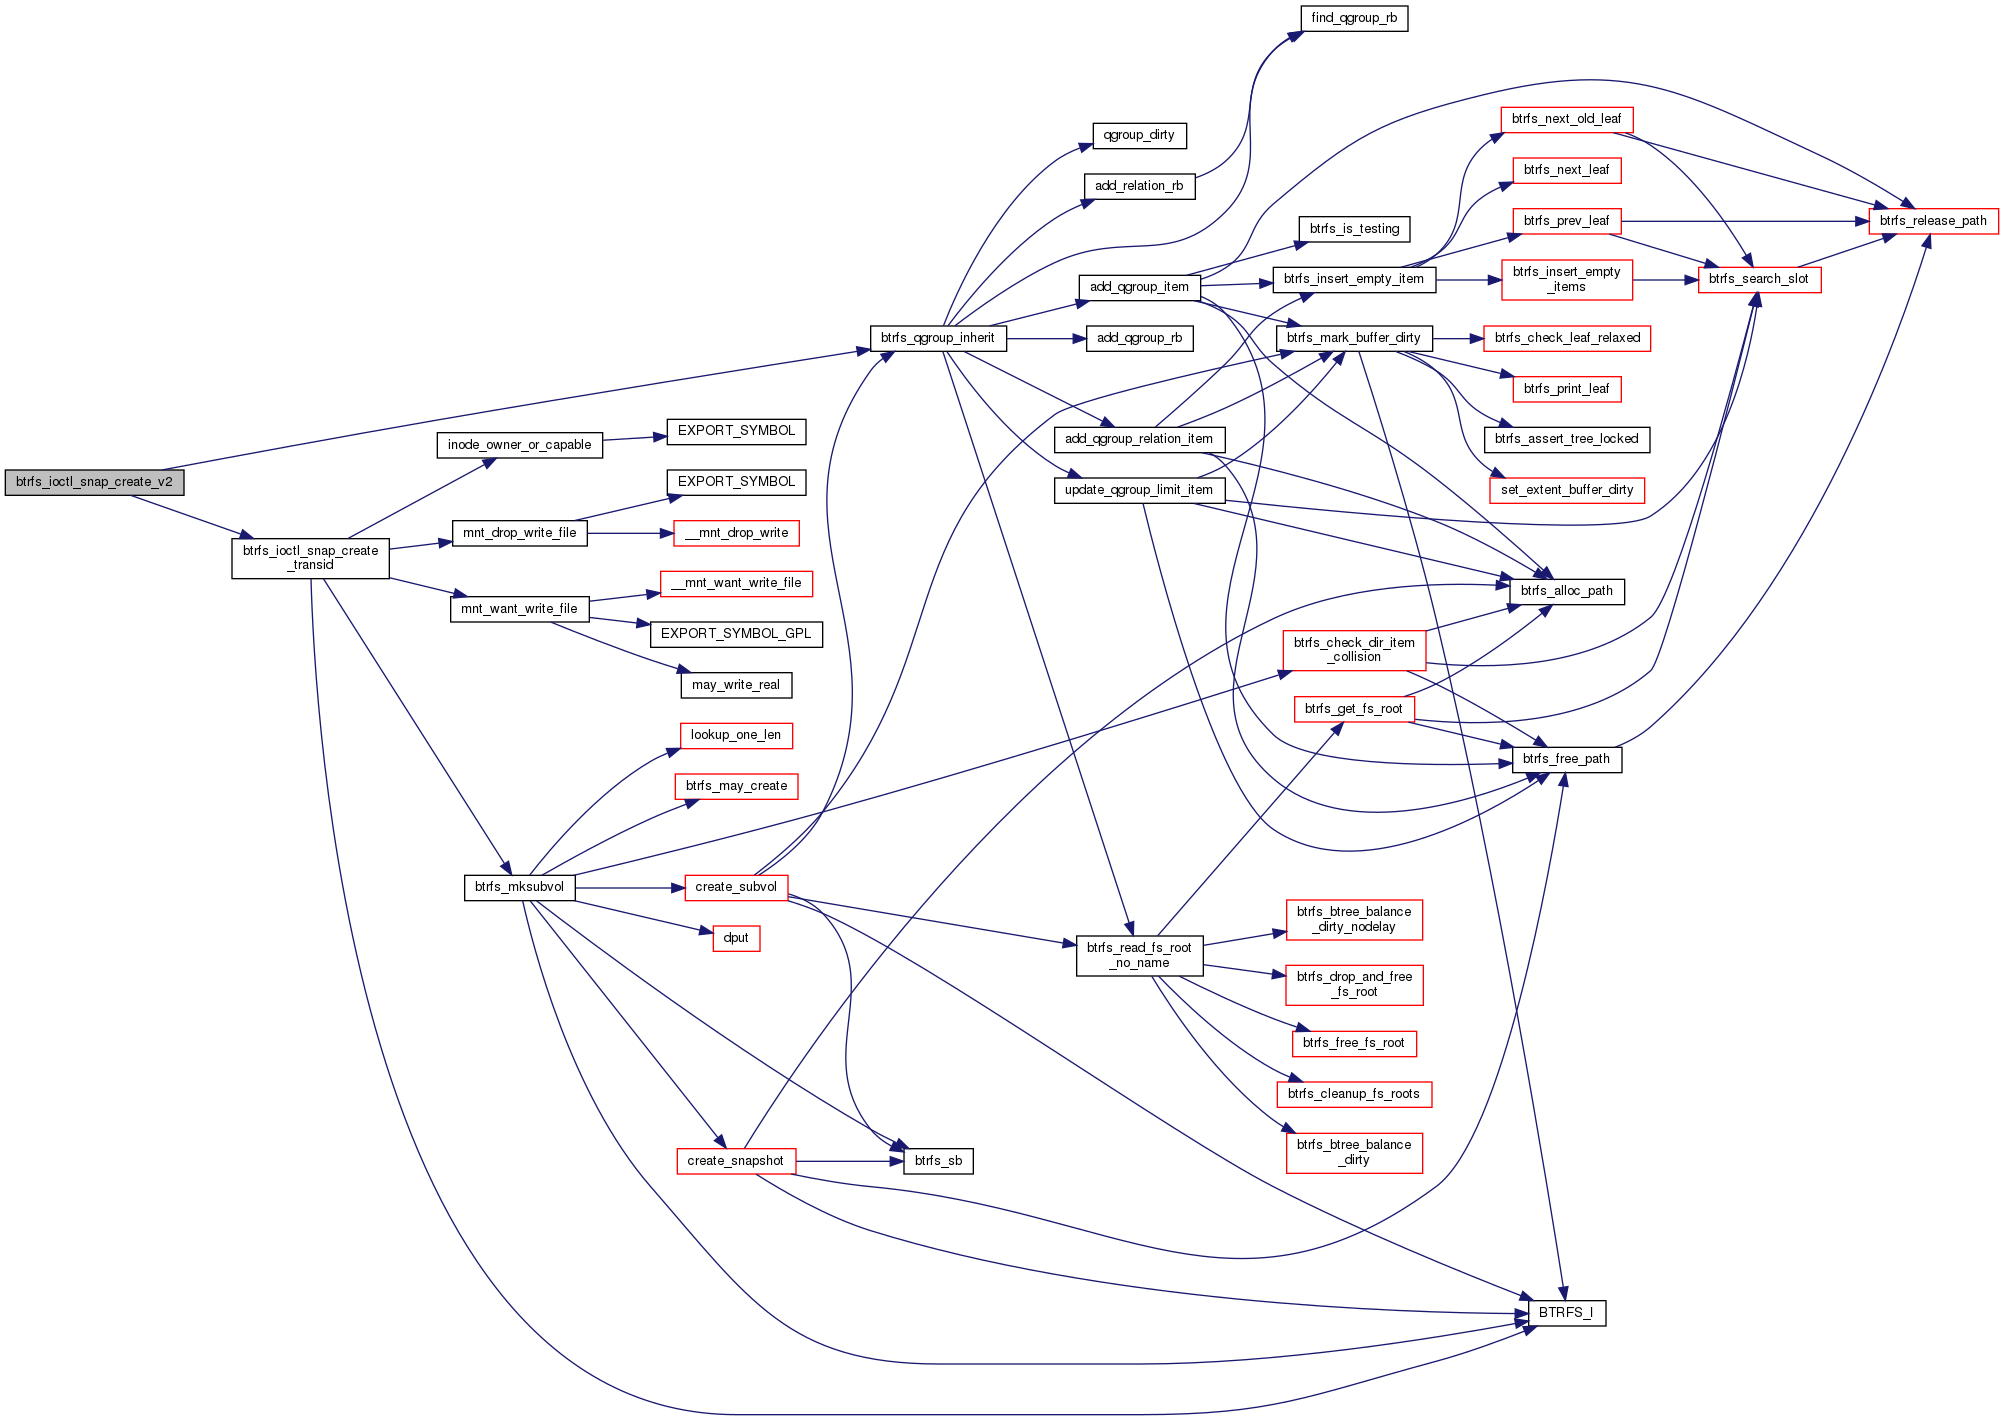 btrfs_ioctl_snap_create_v2
btrfs_ioctl_snap_create
_transid
inode_owner_or_capable
mnt_drop_write_file
mnt_want_write_file
btrfs_mksubvol
EXPORT_SYMBOL
EXPORT_SYMBOL
__mnt_drop_write
__mnt_want_write_file
EXPORT_SYMBOL_GPL
may_write_real
lookup_one_len
btrfs_may_create
create_subvol
dput
create_snapshot
btrfs_qgroup_inherit
btrfs_sb
qgroup_dirty
add_relation_rb
add_qgroup_item
add_qgroup_rb
add_qgroup_relation_item
update_qgroup_limit_item
btrfs_read_fs_root
_no_name
find_qgroup_rb
btrfs_is_testing
btrfs_insert_empty_item
btrfs_mark_buffer_dirty
btrfs_check_dir_item
_collision
btrfs_get_fs_root
btrfs_btree_balance
_dirty_nodelay
btrfs_drop_and_free
_fs_root
btrfs_free_fs_root
btrfs_cleanup_fs_roots
btrfs_btree_balance
_dirty
btrfs_next_old_leaf
btrfs_next_leaf
btrfs_prev_leaf
btrfs_insert_empty
_items
btrfs_check_leaf_relaxed
btrfs_print_leaf
btrfs_assert_tree_locked
set_extent_buffer_dirty
btrfs_alloc_path
btrfs_free_path
BTRFS_I
btrfs_search_slot
btrfs_release_path